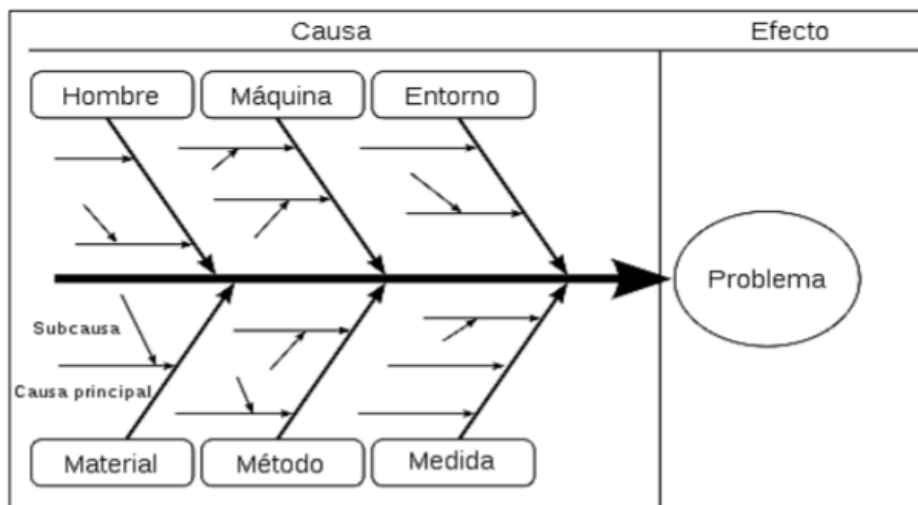 Causa
Efecto
Hombre
Máquina
Entorno
Problema
Subcausa
Causa principal
Material
Método
Medida